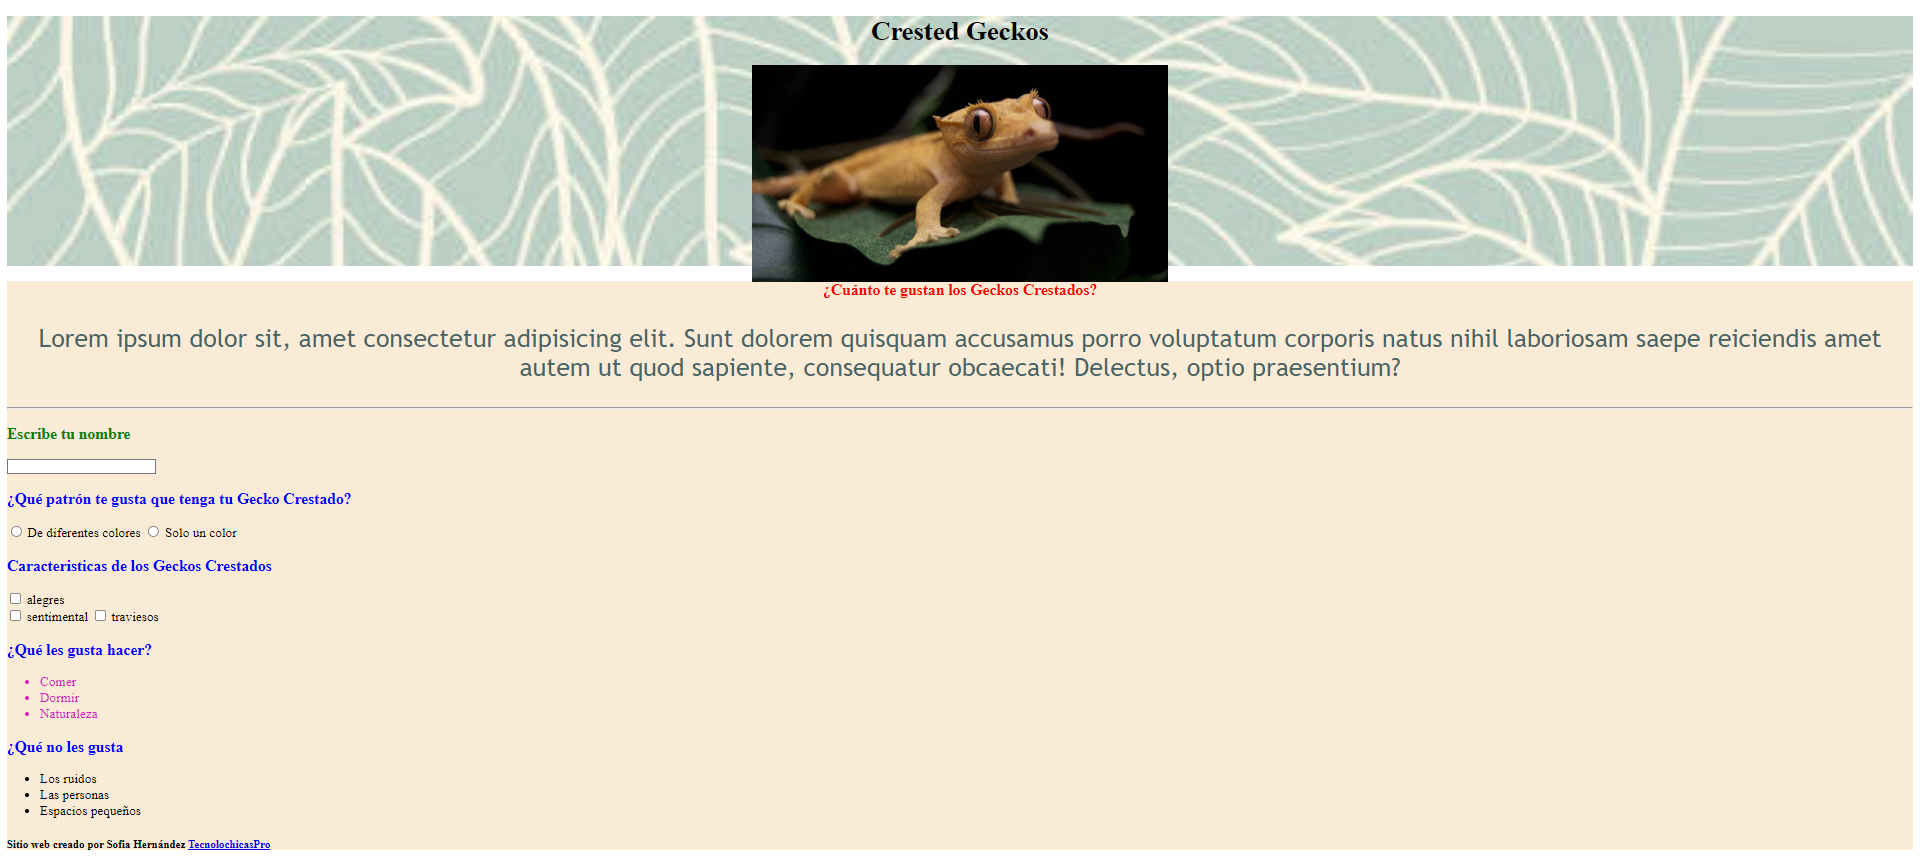 Crested Geckos
¿Cuánto te gustan los Geckos Crestados?
Lorem ipsum dolor sit, amet consectetur adipisicing elit. Sunt dolorem quisquam accusamus porro voluptatum corporis natus nihil laboriosam saepe reiciendis amet
autem ut quod sapiente, consequatur obcaecati! Delectus, optio praesentium?
Escribe tu nombre
¿Qué patrón te gusta que tenga tu Gecko Crestado?
De diferentes colores Solo un color
Caracteristicas de los Geckos Crestados
alegres
sentimental traviesos
¿Qué les gusta hacer?
Comer
Dormir
Naturaleza
¿Qué no les gusta
Los ruidos
Las personas
Espacios pequeños
Sitio web creado por Sofia Hernández TecnolochicasPro